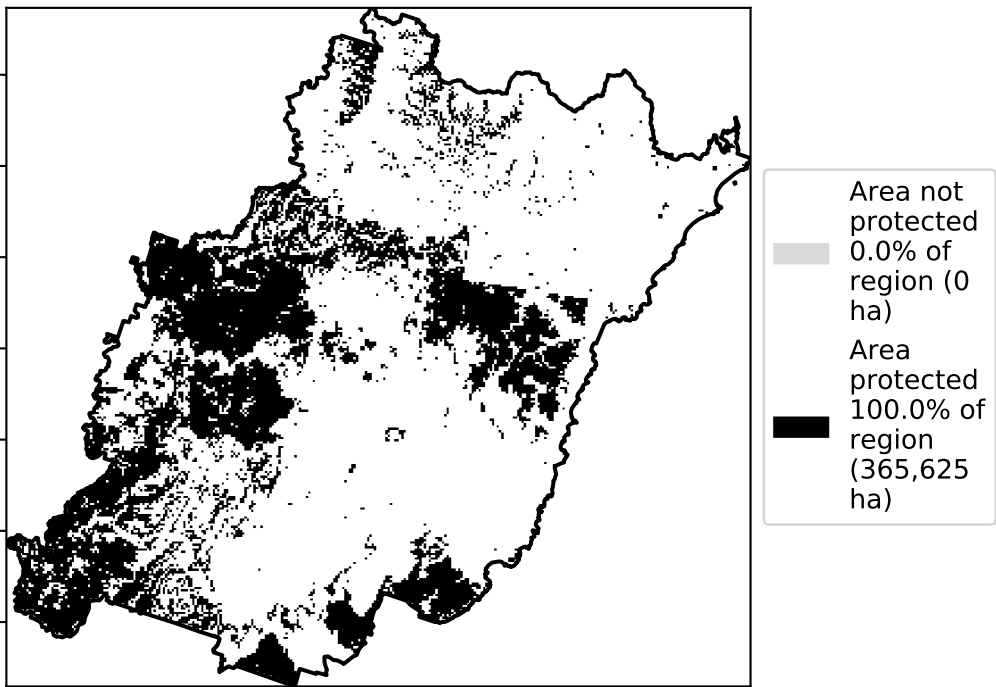 Area not
protected
0.0% of
region (0
ha)
Area
protected
100.0% of
region
(365,625
ha)